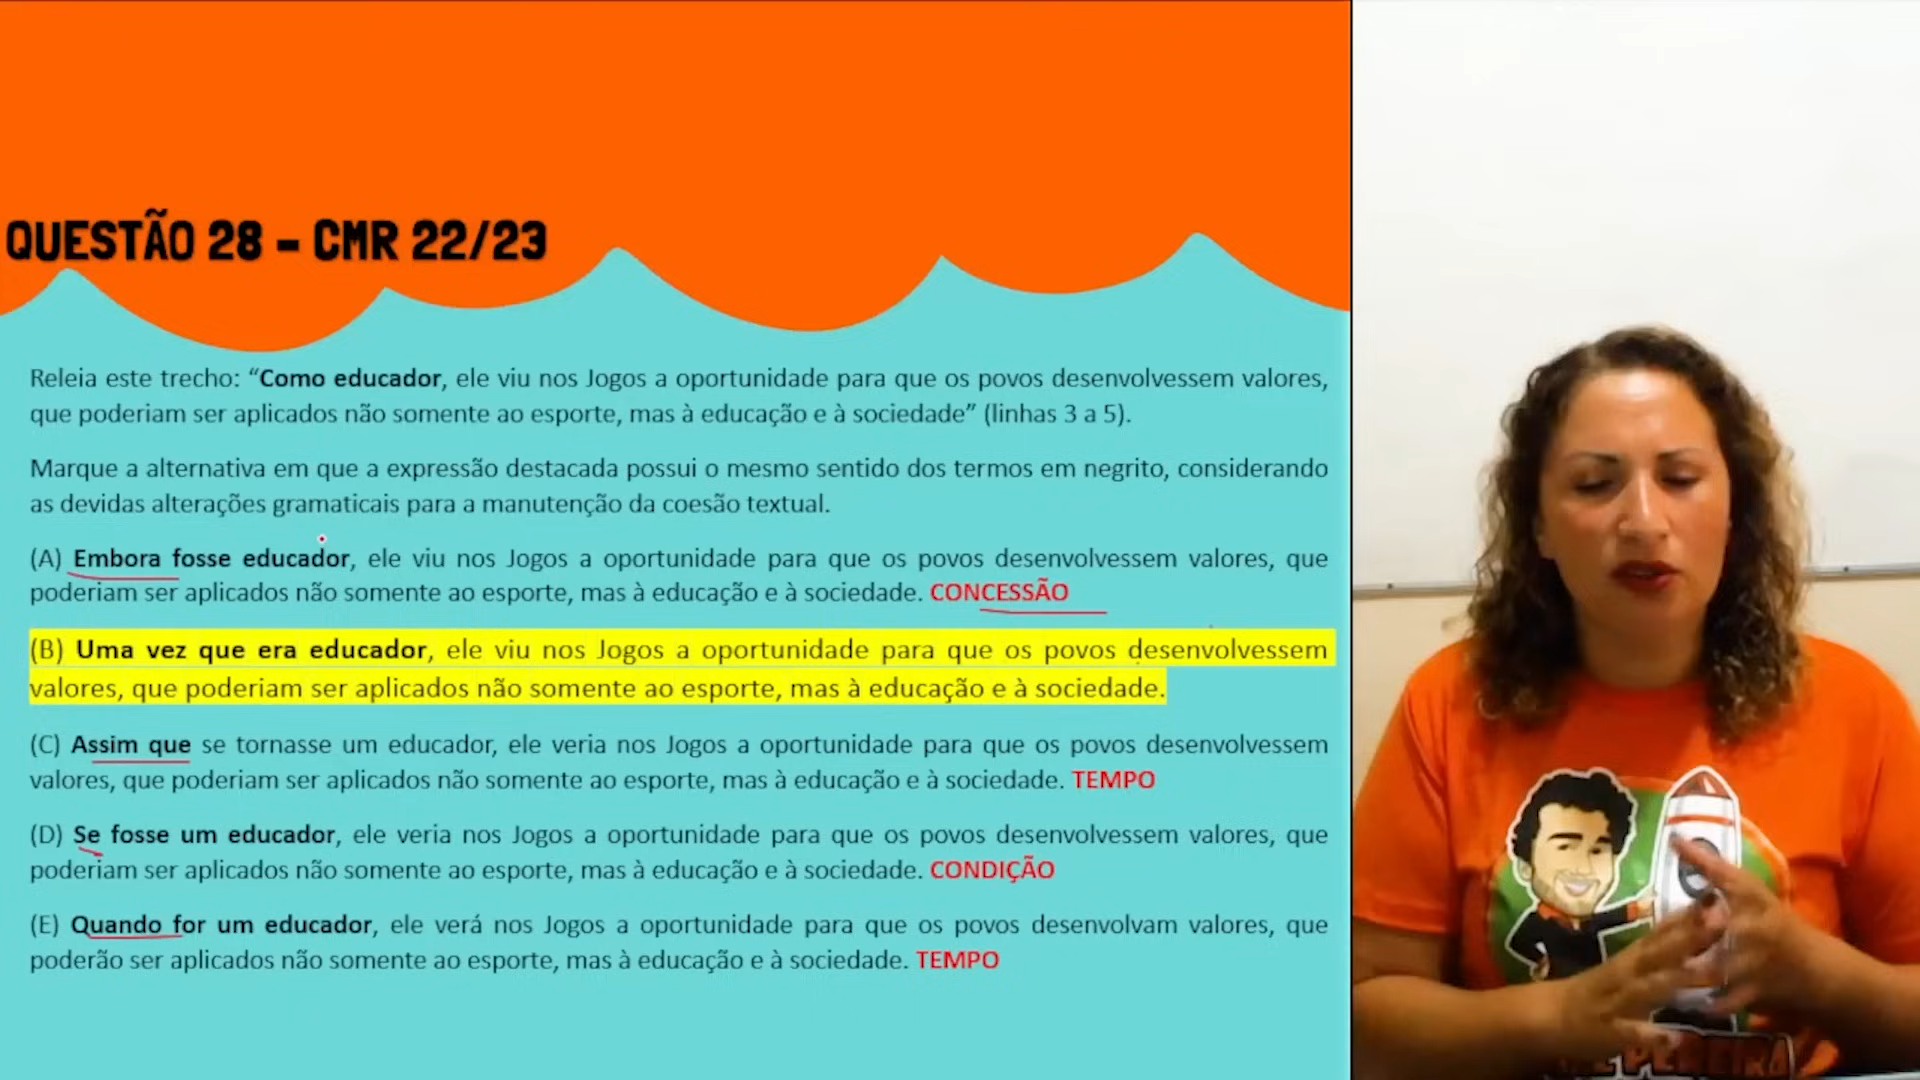 QUESTÃO 28 - CMR 22/23
Releia este trecho: “Como educador, ele viu nos Jogos a oportunidade para que os povos desenvolvessem valores,
que poderiam ser aplicados não somente ao esporte, mas à educação e à sociedade” (linhas 3 a 5).
Marque a alternativa em que a expressão destacada possui o mesmo sentido dos termos em negrito, considerando
as devidas alterações gramaticais para a manutenção da coesão textual.
(A) Embora fosse educador, ele viu nos Jogos a oportunidade para que os povos desenvolvessem valores, que
poderiam ser aplicados não somente ao esporte, mas à educação e à sociedade. CONCESSÃO
(B) Uma vez que era educador, ele viu nos Jogos a oportunidade para que os povos desenvolvessem
valores, que poderiam ser aplicados não somente ao esporte, mas à educação e à sociedade.
(C) Assim que se tornasse um educador, ele veria nos Jogos a oportunidade para que os povos desenvolvessem
valores, que poderiam ser aplicados não somente ao esporte, mas à educação e à sociedade. TEMPO
(D) Se fosse um educador, ele veria nos Jogos a oportunidade para que os povos desenvolvessem valores, que
poderiam ser aplicados não somente ao esporte, mas à educação e à sociedade. CONDIÇÃO
(E) Quando for um educador, ele verá nos Jogos a oportunidade para que os povos desenvolvam valores, que
poderão ser aplicados não somente ao esporte, mas à educação e à sociedade. TEMPO
PEREIRA